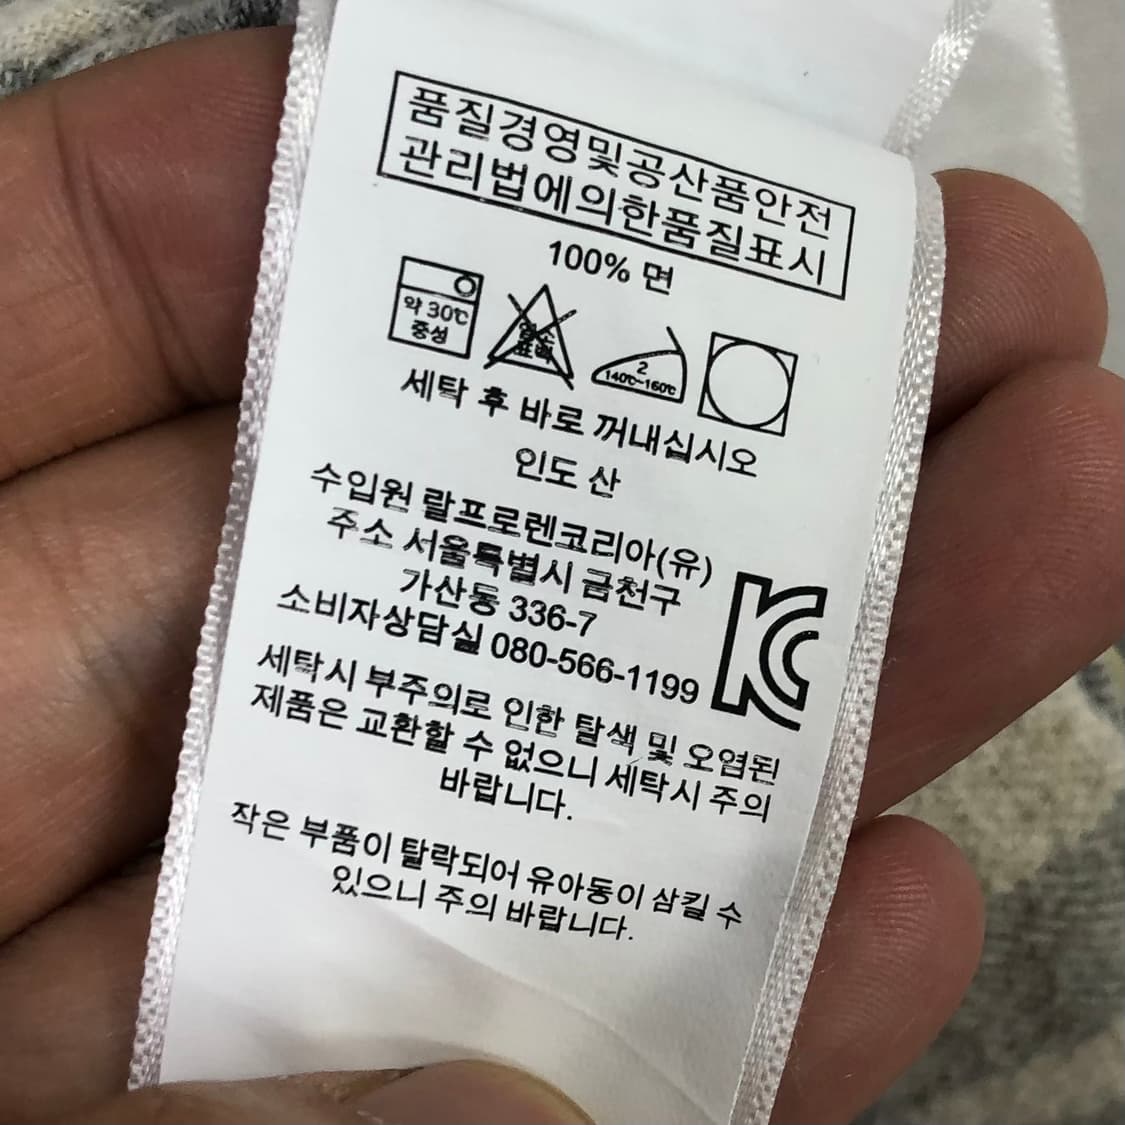 품질경영및공산품안전
관리법에의한품질표시
100% 면
약 30℃
중성
염소
표백
2
140℃~160℃
세탁 후 바로 꺼내십시오
인도 산
수입원 랄프로렌코리아(유)
주소 서울특별시 금천구
가산동 336-7
소비자상담실 080-566-1199
KC
세탁시 부주의로 인한 탈색 및 오염된
제품은 교환할 수 없으니 세탁시 주의
바랍니다.
작은 부품이 탈락되어 유아동이 삼킬 수
있으니 주의 바랍니다.